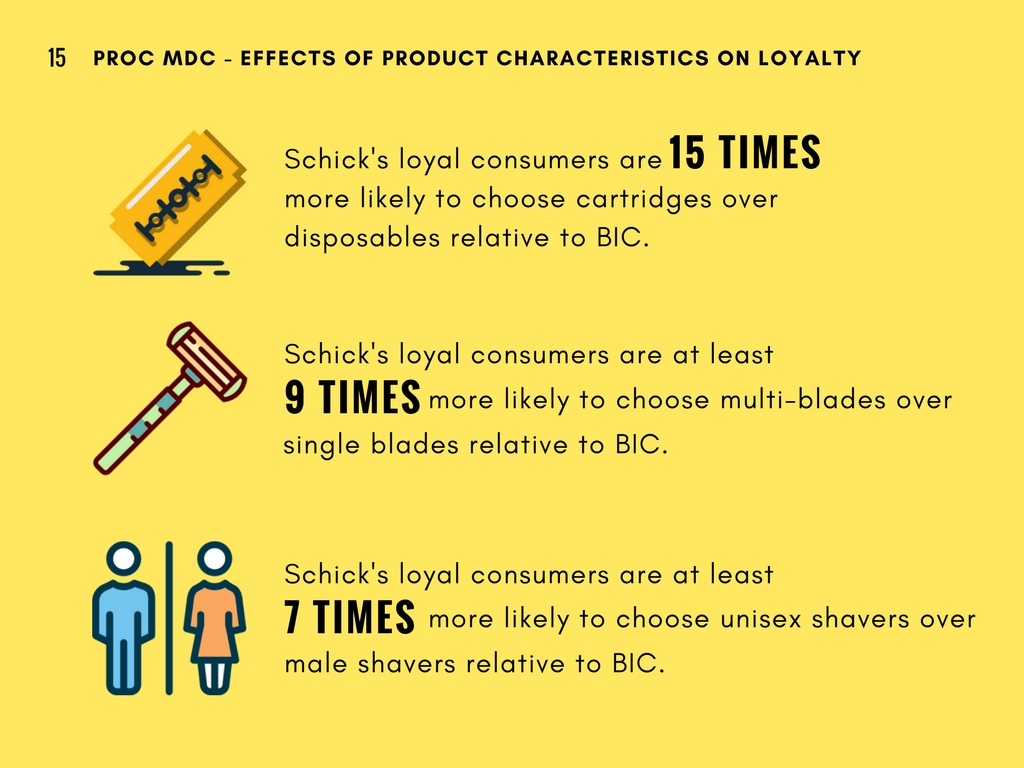 15 PROC MDC - EFFECTS OF PRODUCT CHARACTERISTICS ON LOYALTY
Schick's loyal consumers are 15 TIMES
more likely to choose cartridges over
disposables relative to BIC.
Schick's loyal consumers are at least
9 TIMES more likely to choose multi-blades over
single blades relative to BIC.
Schick's loyal consumers are at least
7 TIMES more likely to choose unisex shavers over
male shavers relative to BIC.